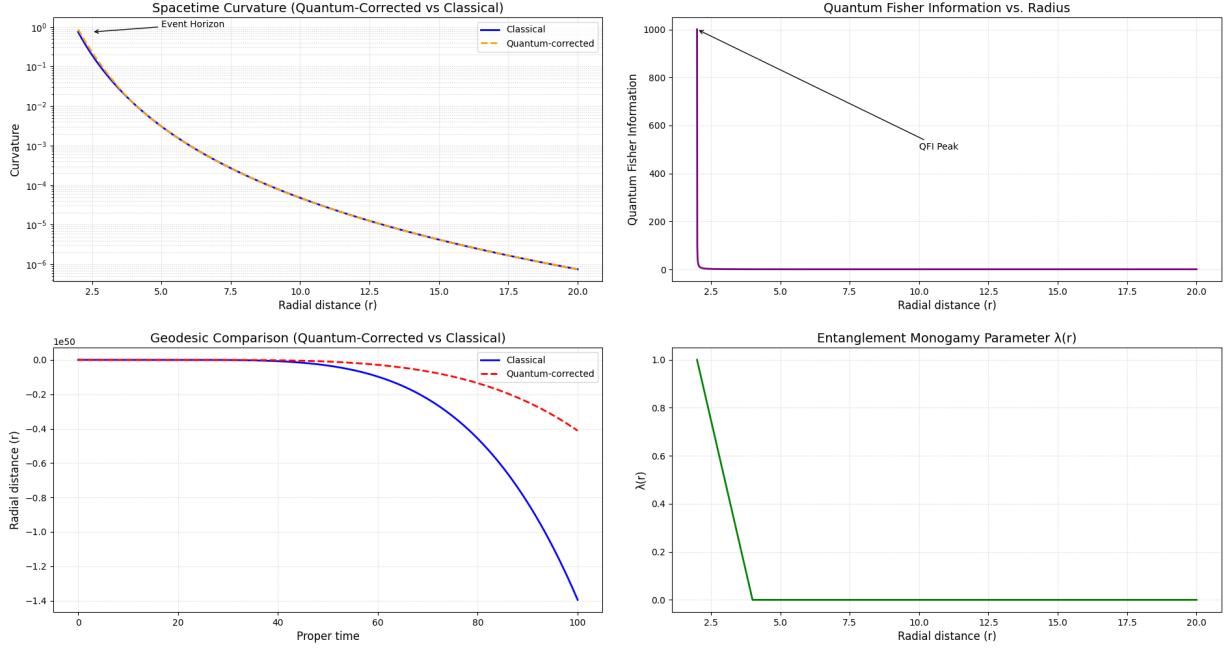 Spacetime Curvature (Quantum-Corrected vs Classical)
Curvature
10⁰
10⁻¹
10⁻²
10⁻³
10⁻⁴
10⁻⁵
10⁻⁶
Event Horizon
Classical
Quantum-corrected
2.5 5.0 7.5 10.0 12.5 15.0 17.5 20.0
Radial distance (r)
Quantum Fisher Information vs. Radius
Quantum Fisher Information
1000
800
600
400
200
0
QFI Peak
2.5 5.0 7.5 10.0 12.5 15.0 17.5 20.0
Radial distance (r)
Geodesic Comparison (Quantum-Corrected vs Classical)
1e50
Radial distance (r)
0.0
−0.2
−0.4
−0.6
−0.8
−1.0
−1.2
−1.4
Classical
Quantum-corrected
0 20 40 60 80 100
Proper time
Entanglement Monogamy Parameter λ(r)
λ(r)
1.0
0.8
0.6
0.4
0.2
0.0
2.5 5.0 7.5 10.0 12.5 15.0 17.5 20.0
Radial distance (r)